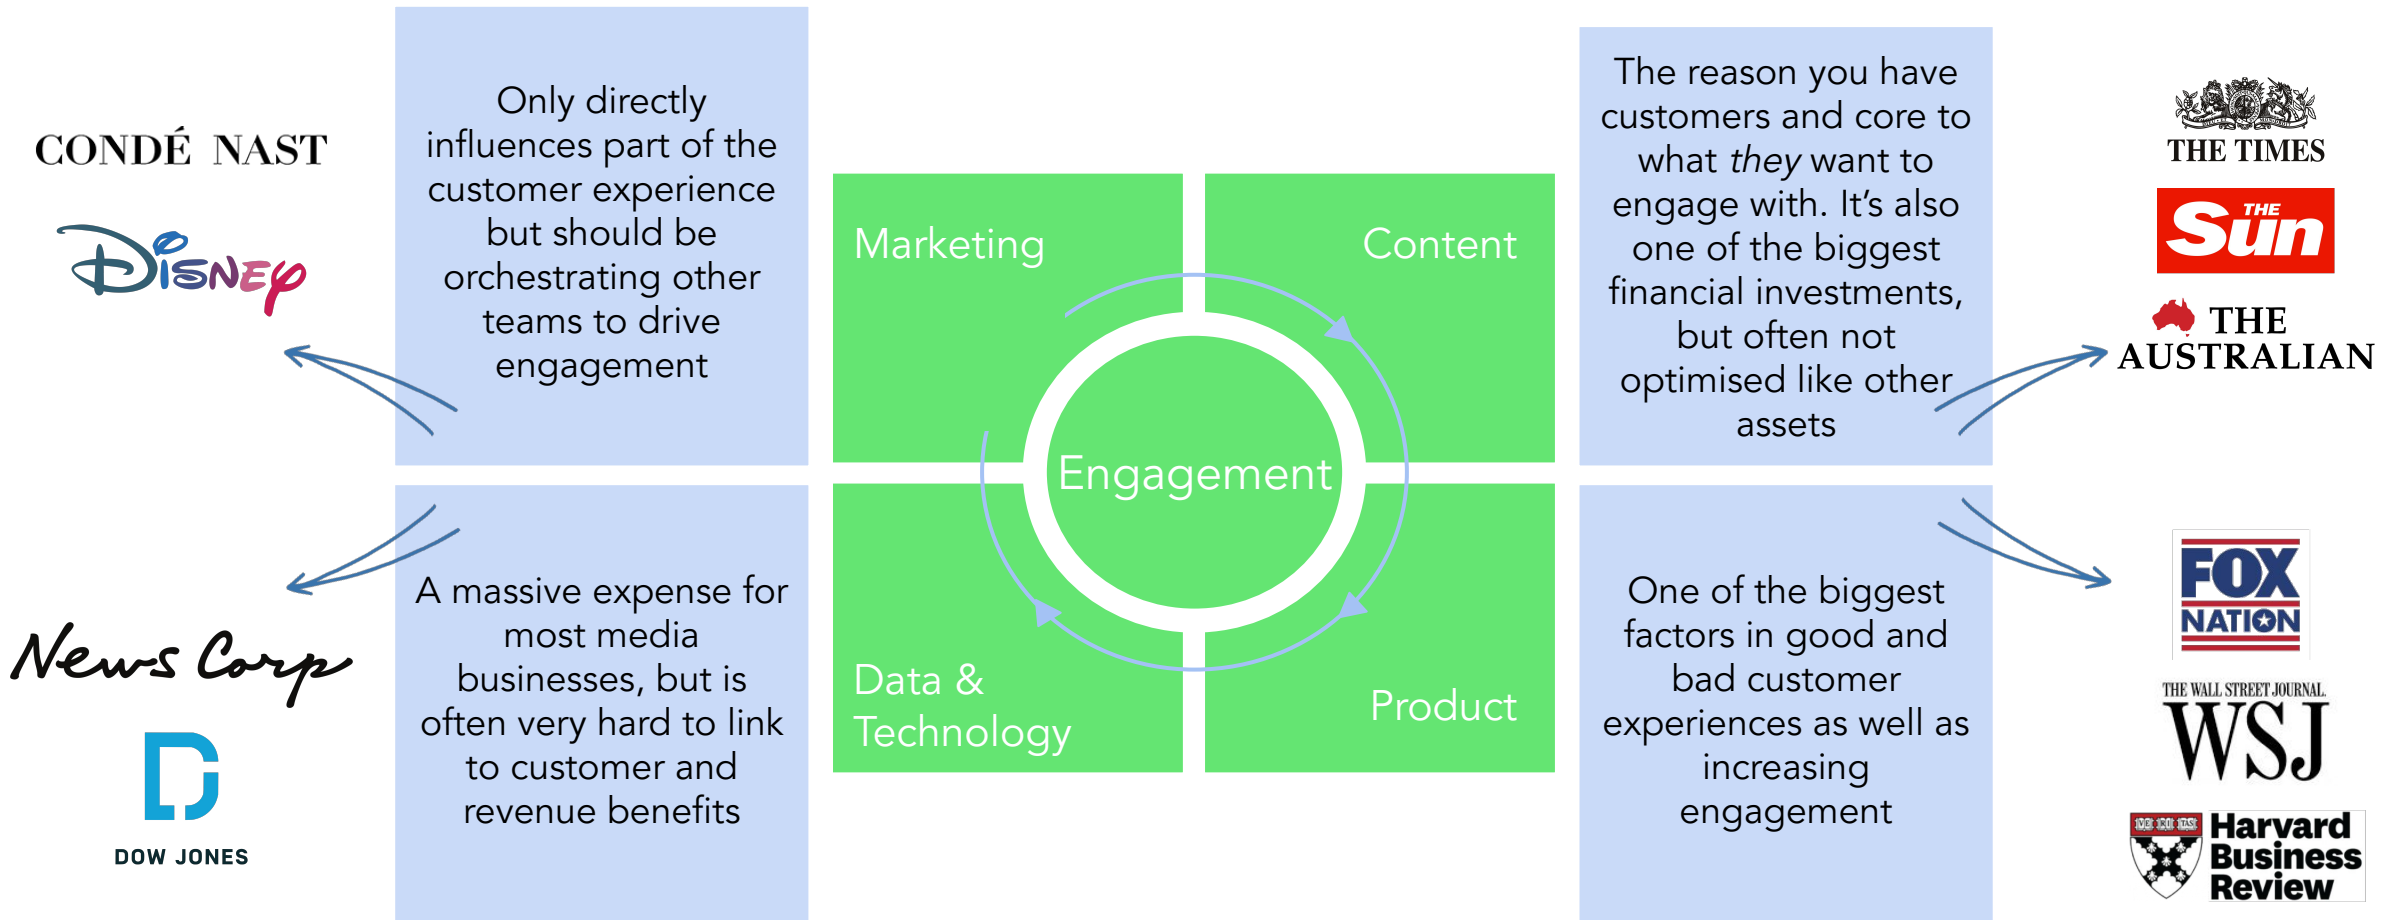 CONDÉ NAST
DISNEY
Only directly
influences part of the
customer experience
but should be
orchestrating other
teams to drive
engagement
Marketing
Content
The reason you have
customers and core to
what they want to
engage with. It’s also
one of the biggest
financial investments,
but often not
optimised like other
assets
THE TIMES
THE
Sun
THE
AUSTRALIAN
Engagement
News Corp
DOW JONES
A massive expense for
most media
businesses, but is
often very hard to link
to customer and
revenue benefits
Data &
Technology
Product
One of the biggest
factors in good and
bad customer
experiences as well as
increasing
engagement
FOX
NATION
THE WALL STREET JOURNAL.
WSJ
VE RI TAS
Harvard
Business
Review